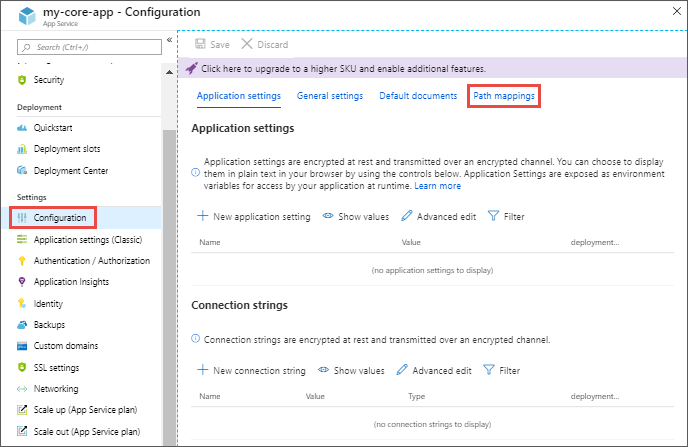 my-core-app - Configuration
App Service
Search (Ctrl+/)
Security
Deployment
Quickstart
Deployment slots
Deployment Center
Settings
Configuration
Application settings (Classic)
Authentication / Authorization
Application Insights
Identity
Backups
Custom domains
SSL settings
Networking
Scale up (App Service plan)
Scale out (App Service plan)
Save Discard
Click here to upgrade to a higher SKU and enable additional features.
Application settings General settings Default documents Path mappings
Application settings
Application settings are encrypted at rest and transmitted over an encrypted channel. You can choose to display
them in plain text in your browser by using the controls below. Application Settings are exposed as environment
variables for access by your application at runtime. Learn more
New application setting Show values Advanced edit Filter
Name Value deployment...
(no application settings to display)
Connection strings
Connection strings are encrypted at rest and transmitted over an encrypted channel.
New connection string Show values Advanced edit Filter
Name Value Type deployment...
(no connection strings to display)